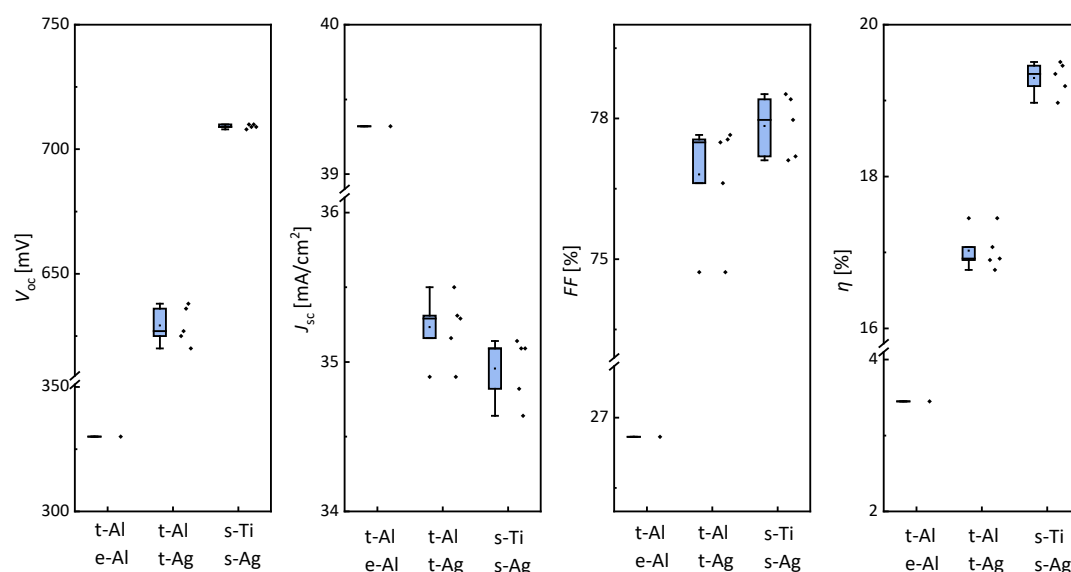 750
700
650
350
300
V_oc [mV]
t-Al
e-Al
t-Al
t-Ag
s-Ti
s-Ag
40
39
36
35
34
J_sc [mA/cm²]
t-Al
e-Al
t-Al
t-Ag
s-Ti
s-Ag
78
75
27
FF [%]
t-Al
e-Al
t-Al
t-Ag
s-Ti
s-Ag
20
18
16
4
2
η [%]
t-Al
e-Al
t-Al
t-Ag
s-Ti
s-Ag